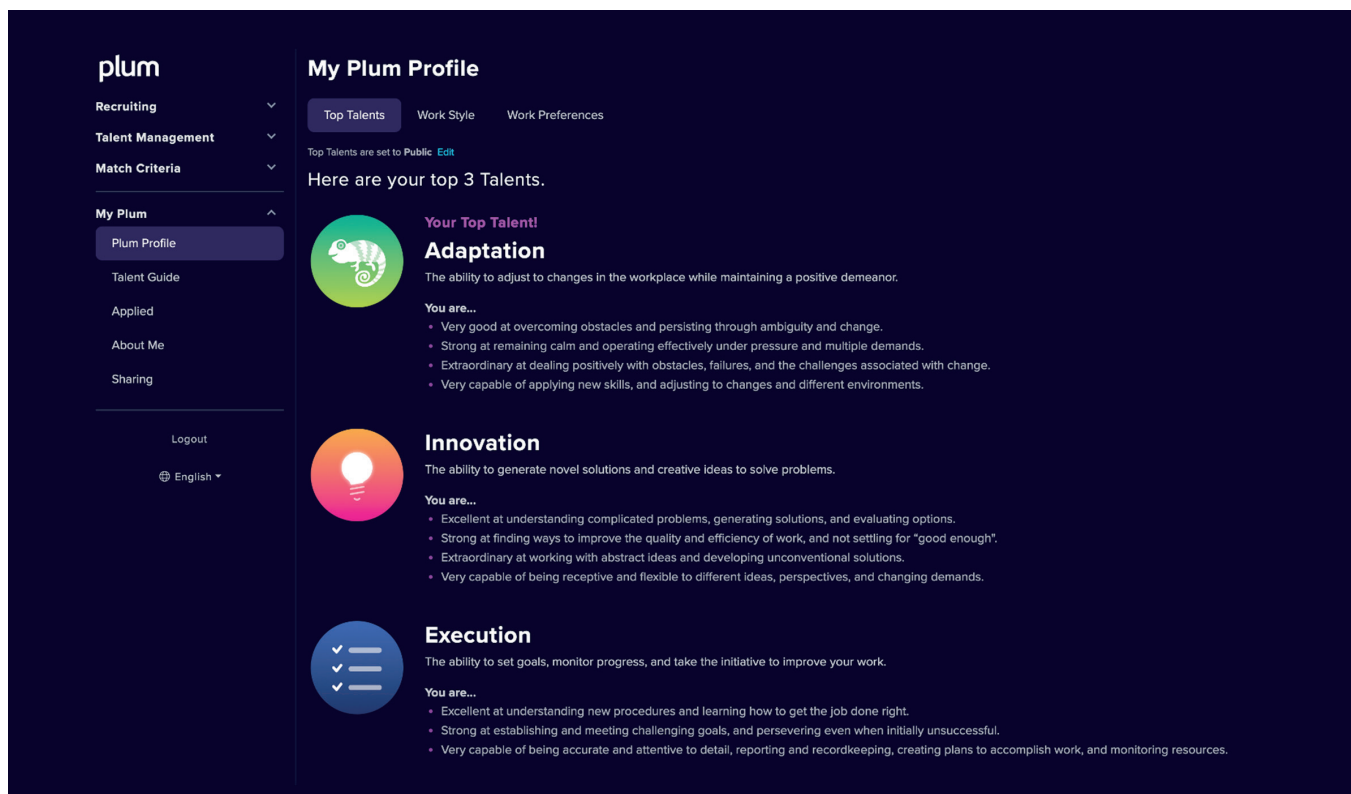 plum
Recruiting
Talent Management
Match Criteria
My Plum
Plum Profile
Talent Guide
Applied
About Me
Sharing
Logout
English
My Plum Profile
Top Talents Work Style Work Preferences
Top Talents are set to Public Edit
Here are your top 3 Talents.
Your Top Talent!
Adaptation
The ability to adjust to changes in the workplace while maintaining a positive demeanor.
You are...
• Very good at overcoming obstacles and persisting through ambiguity and change.
• Strong at remaining calm and operating effectively under pressure and multiple demands.
• Extraordinary at dealing positively with obstacles, failures, and the challenges associated with change.
• Very capable of applying new skills, and adjusting to changes and different environments.
Innovation
The ability to generate novel solutions and creative ideas to solve problems.
You are...
• Excellent at understanding complicated problems, generating solutions, and evaluating options.
• Strong at finding ways to improve the quality and efficiency of work, and not settling for “good enough”.
• Extraordinary at working with abstract ideas and developing unconventional solutions.
• Very capable of being receptive and flexible to different ideas, perspectives, and changing demands.
Execution
The ability to set goals, monitor progress, and take the initiative to improve your work.
You are...
• Excellent at understanding new procedures and learning how to get the job done right.
• Strong at establishing and meeting challenging goals, and persevering even when initially unsuccessful.
• Very capable of being accurate and attentive to detail, reporting and recordkeeping, creating plans to accomplish work, and monitoring resources.